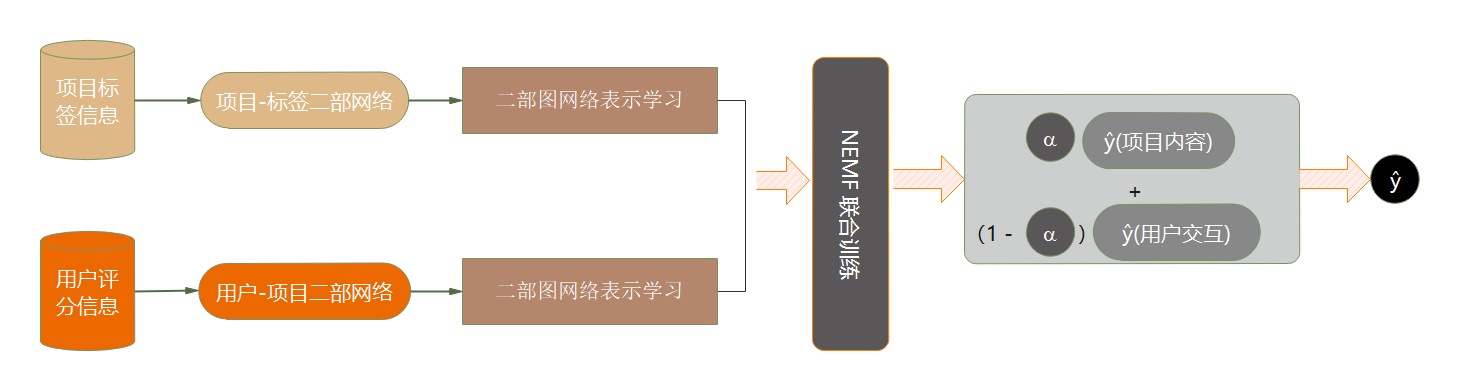 项目标
签信息
项目-标签二部网络
二部图网络表示学习
用户评
分信息
用户-项目二部网络
二部图网络表示学习
NEMF 联合训练
α ŷ(项目内容)
+
(1 - α ) ŷ(用户交互)
ŷ